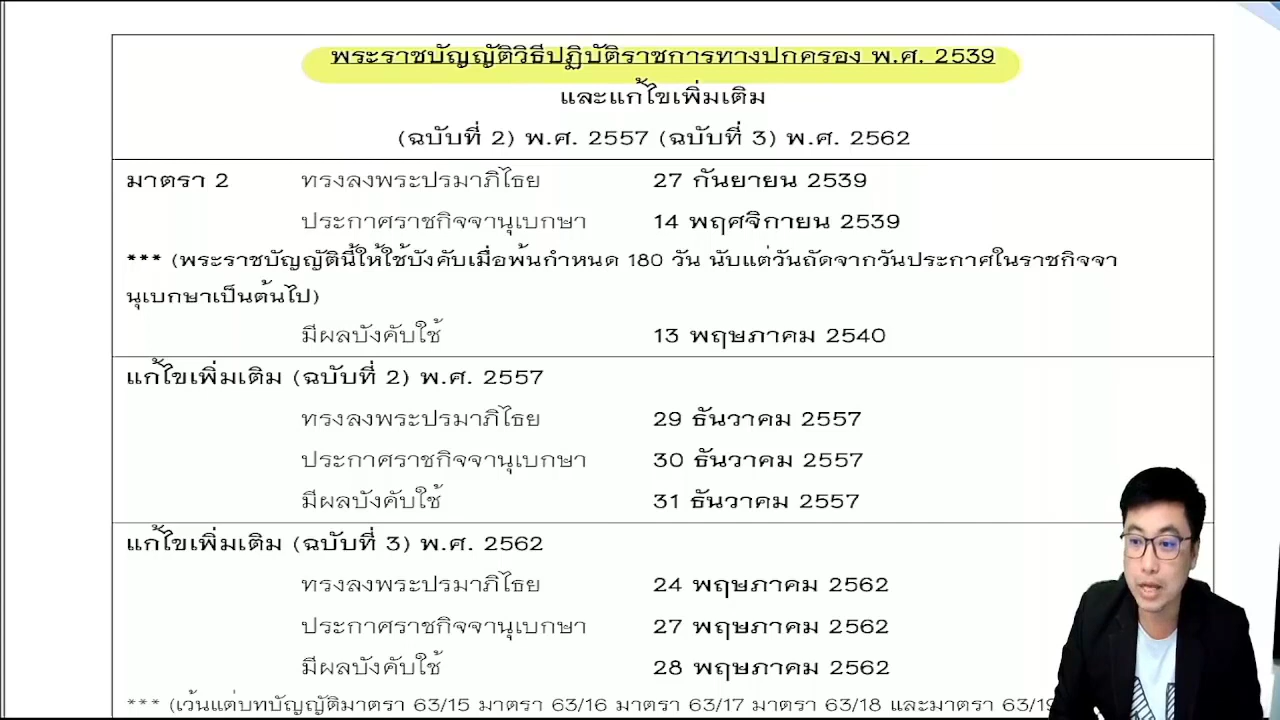 พระราชบัญญัติวิธีปฏิบัติราชการทางปกครอง พ.ศ. 2539
และแก้ไขเพิ่มเติม
(ฉบับที่ 2) พ.ศ. 2557 (ฉบับที่ 3) พ.ศ. 2562
มาตรา 2 ทรงลงพระปรมาภิไธย 27 กันยายน 2539
ประกาศราชกิจจานุเบกษา 14 พฤศจิกายน 2539
*** (พระราชบัญญัตินี้ให้ใช้บังคับเมื่อพ้นกำหนด 180 วัน นับแต่วันถัดจากวันประกาศในราชกิจจา
นุเบกษาเป็นต้นไป)
มีผลบังคับใช้ 13 พฤษภาคม 2540
แก้ไขเพิ่มเติม (ฉบับที่ 2) พ.ศ. 2557
ทรงลงพระปรมาภิไธย 29 ธันวาคม 2557
ประกาศราชกิจจานุเบกษา 30 ธันวาคม 2557
มีผลบังคับใช้ 31 ธันวาคม 2557
แก้ไขเพิ่มเติม (ฉบับที่ 3) พ.ศ. 2562
ทรงลงพระปรมาภิไธย 24 พฤษภาคม 2562
ประกาศราชกิจจานุเบกษา 27 พฤษภาคม 2562
มีผลบังคับใช้ 28 พฤษภาคม 2562
*** (เว้นแต่บทบัญญัติมาตรา 63/15 มาตรา 63/16 มาตรา 63/17 มาตรา 63/18 และมาตรา 63/19